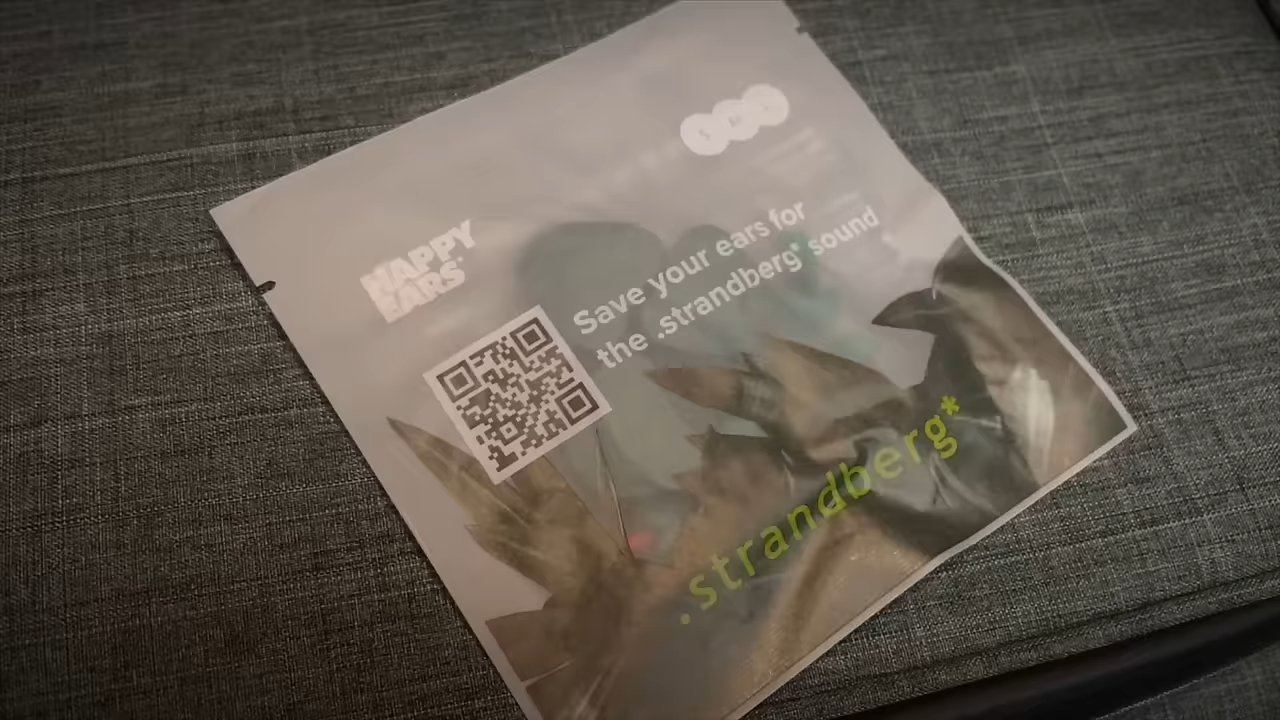 S M L
HAPPY
EARS
Save your ears for
the .strandberg* sound
.strandberg*